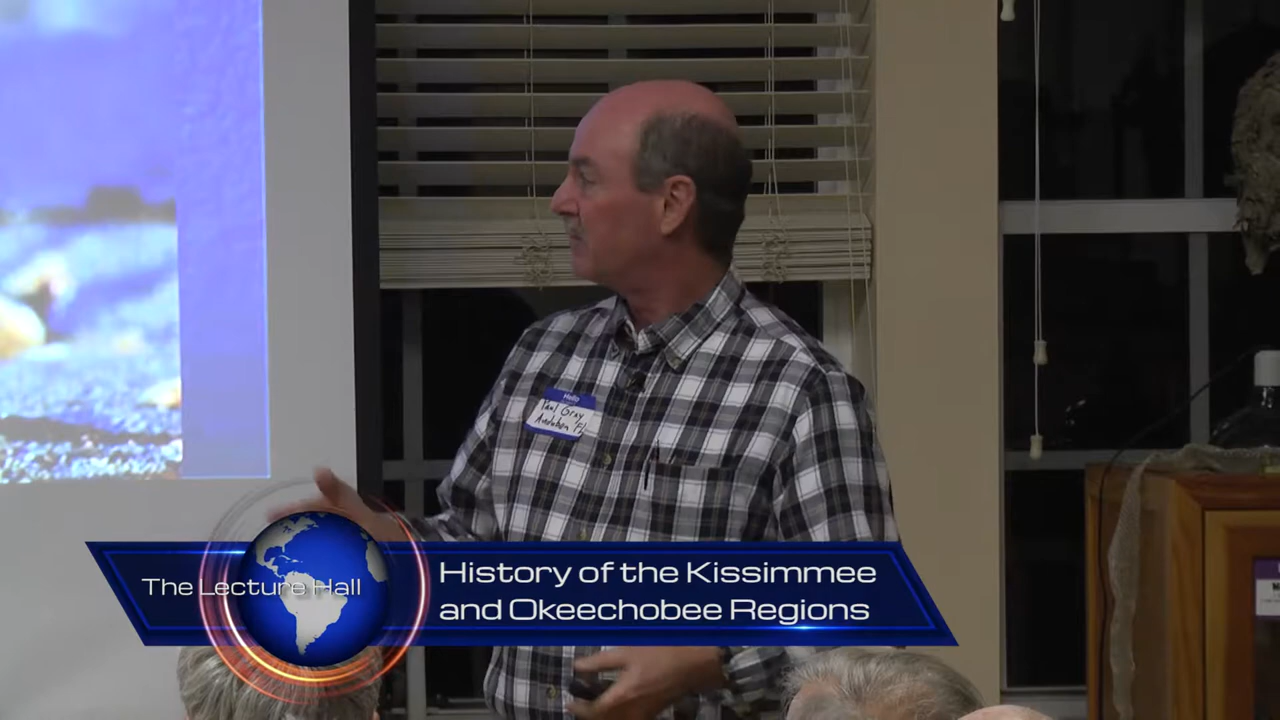 Hello
Paul Gray
Audubon FL
The Lecture Hall
History of the Kissimmee
and Okeechobee Regions